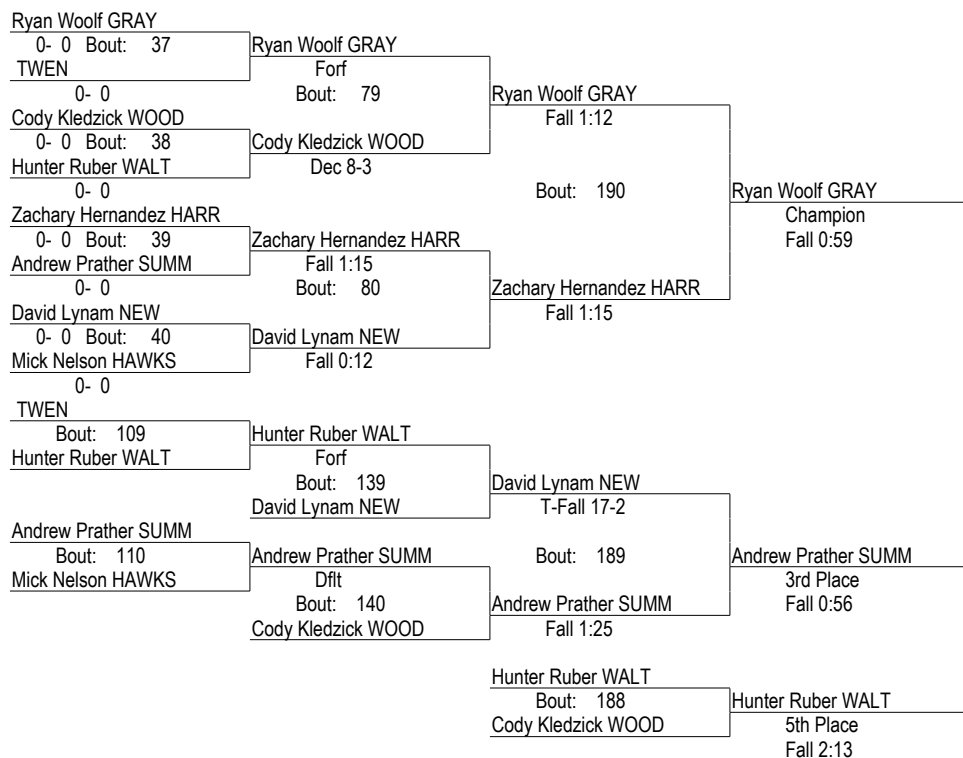 Ryan Woolf GRAY
0- 0 Bout: 37
Ryan Woolf GRAY
TWEN
Forf
0- 0
Bout: 79
Ryan Woolf GRAY
Cody Kledzick WOOD
Fall 1:12
0- 0 Bout: 38
Cody Kledzick WOOD
Hunter Ruber WALT
Dec 8-3
0- 0
Bout: 190
Ryan Woolf GRAY
Zachary Hernandez HARR
Champion
0- 0 Bout: 39
Zachary Hernandez HARR
Fall 0:59
Andrew Prather SUMM
Fall 1:15
0- 0
Bout: 80
Zachary Hernandez HARR
David Lynam NEW
Fall 1:15
0- 0 Bout: 40
David Lynam NEW
Mick Nelson HAWKS
Fall 0:12
0- 0
TWEN
Bout: 109
Hunter Ruber WALT
Hunter Ruber WALT
Forf
Bout: 139
David Lynam NEW
David Lynam NEW
T-Fall 17-2
Andrew Prather SUMM
Bout: 110
Andrew Prather SUMM
Bout: 189
Andrew Prather SUMM
Mick Nelson HAWKS
Dflt
3rd Place
Bout: 140
Andrew Prather SUMM
Fall 0:56
Cody Kledzick WOOD
Fall 1:25
Hunter Ruber WALT
Bout: 188
Hunter Ruber WALT
Cody Kledzick WOOD
5th Place
Fall 2:13